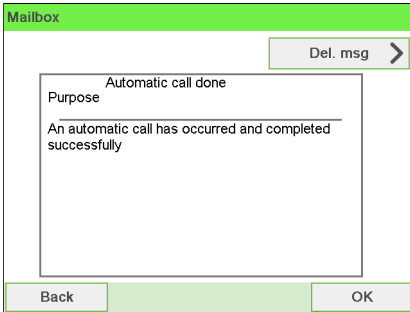 Mailbox
Del. msg
Automatic call done
Purpose
An automatic call has occurred and completed
successfully
Back
OK